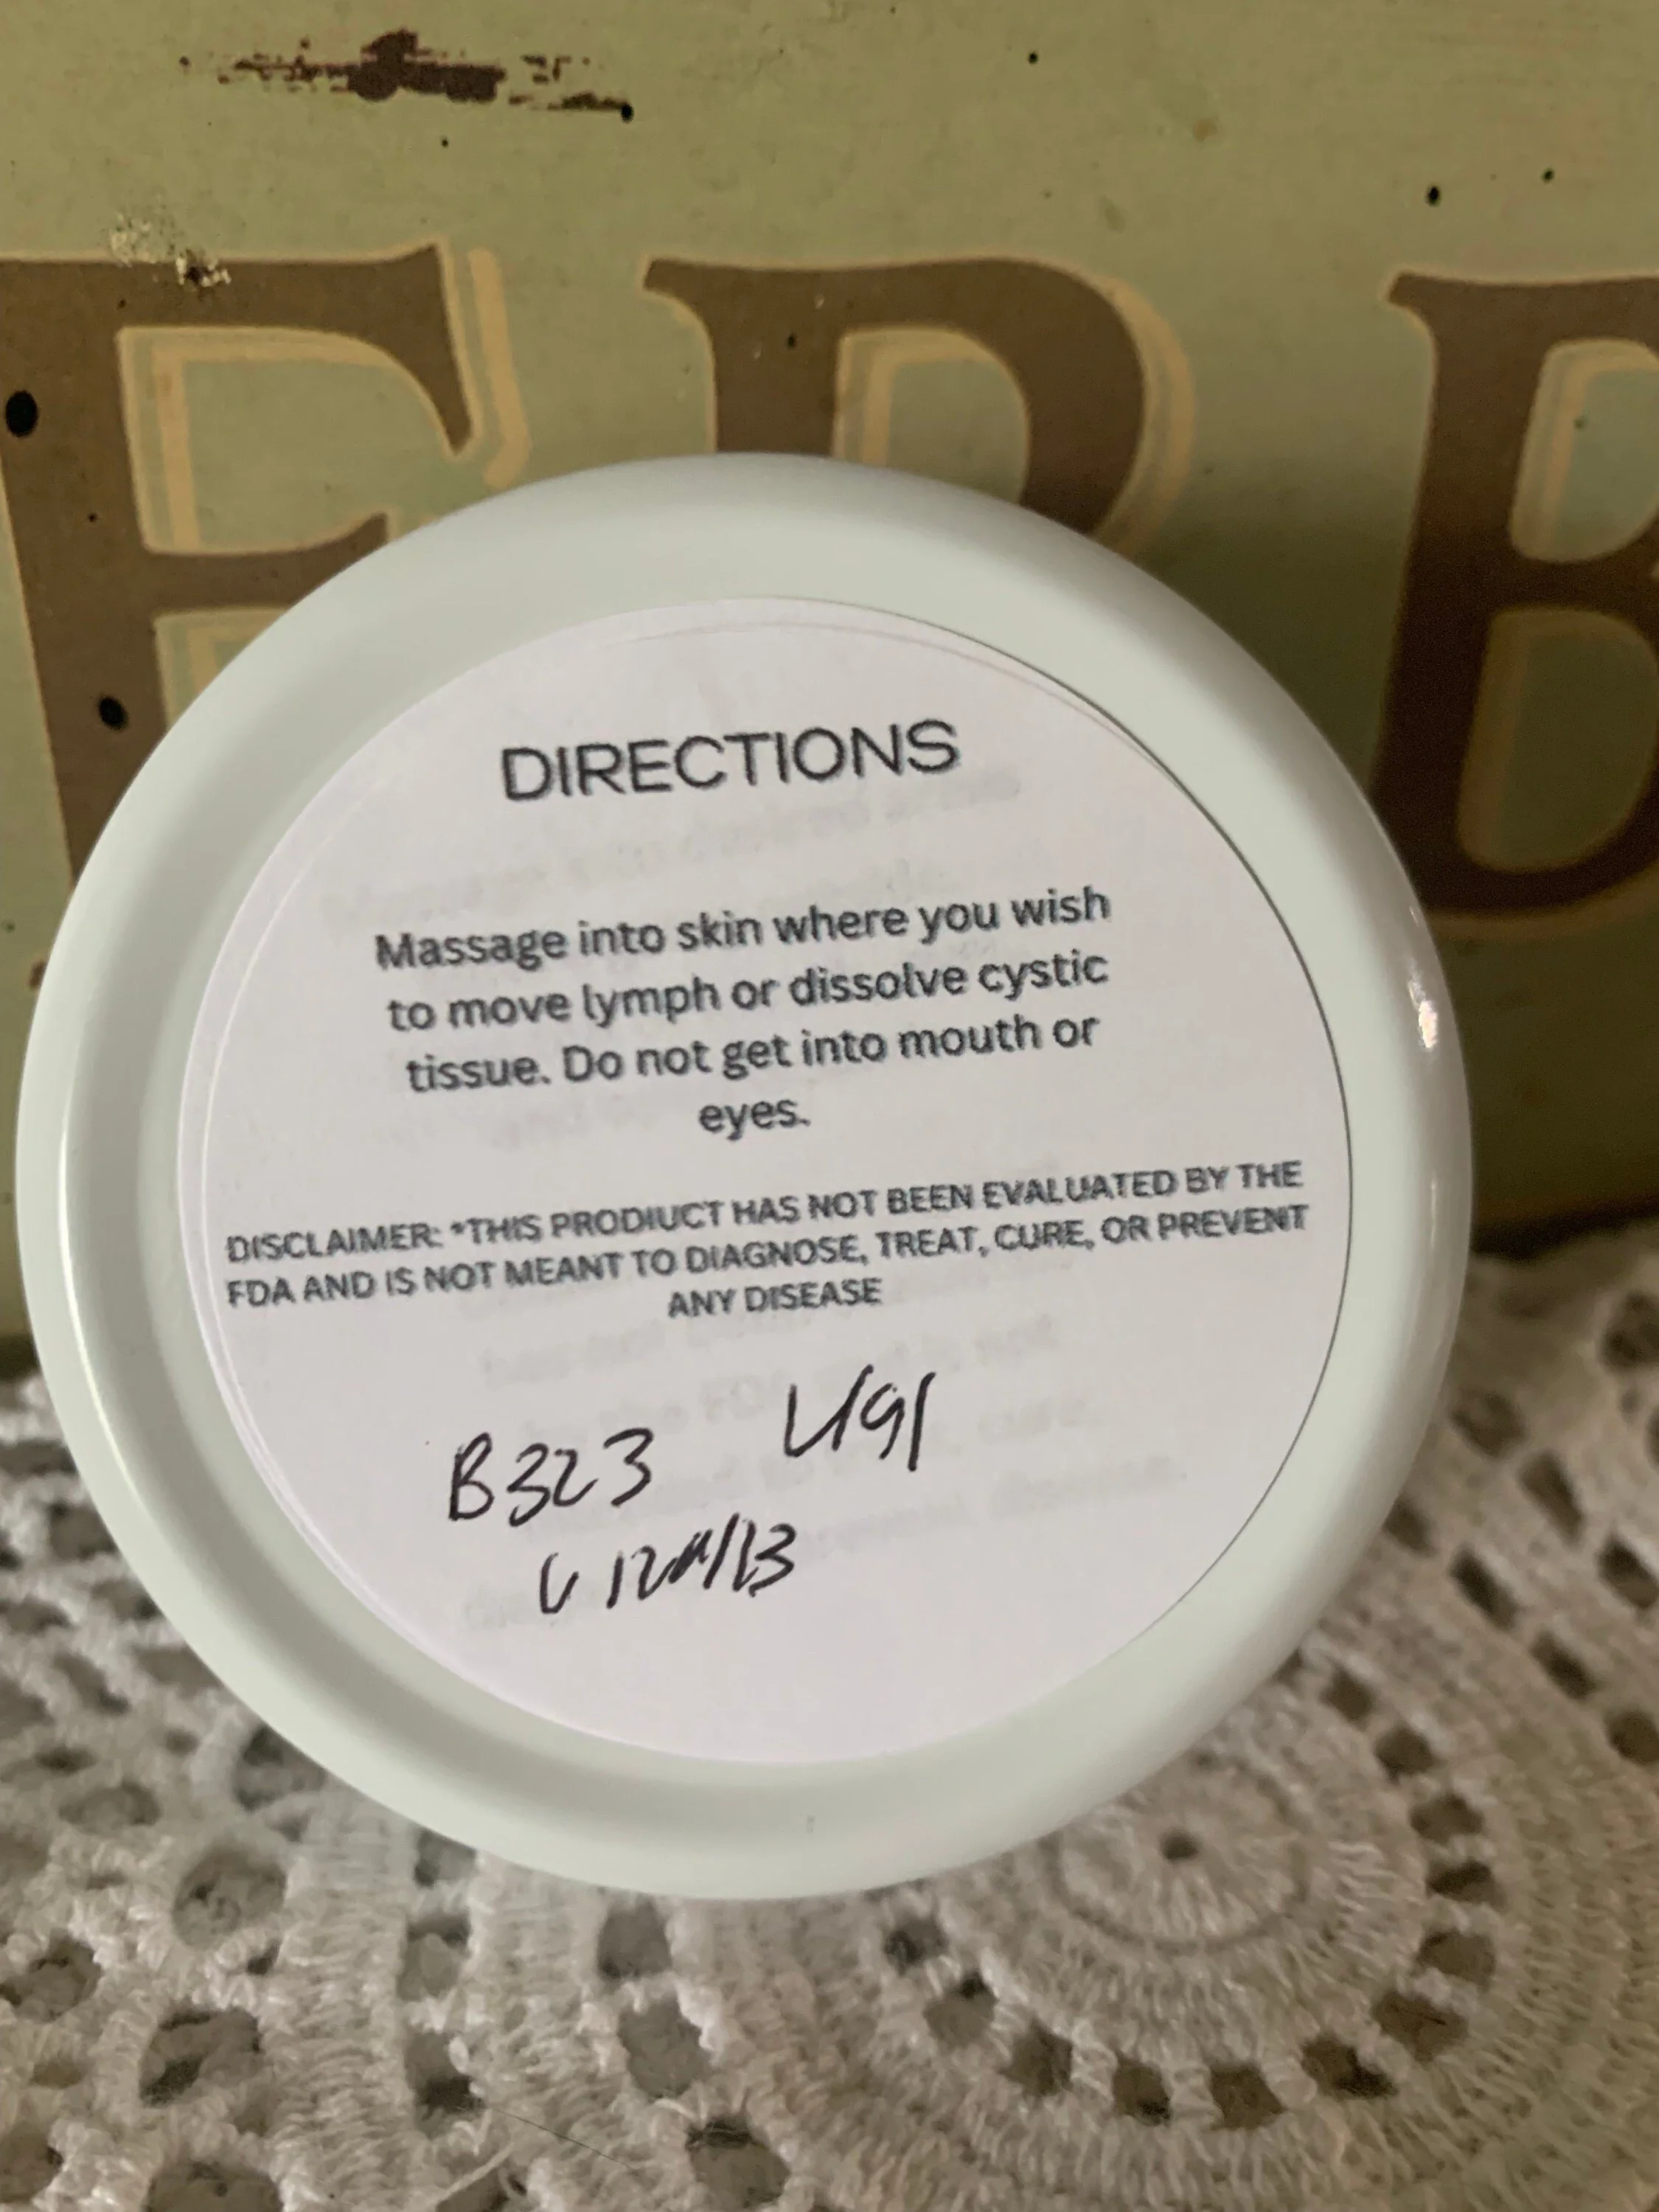 ERB
DIRECTIONS
Massage into skin where you wish
to move lymph or dissolve cystic
tissue. Do not get into mouth or
eyes.
DISCLAIMER: *THIS PRODIUCT HAS NOT BEEN EVALUATED BY THE
FDA AND IS NOT MEANT TO DIAGNOSE, TREAT, CURE, OR PREVENT
ANY DISEASE
B323